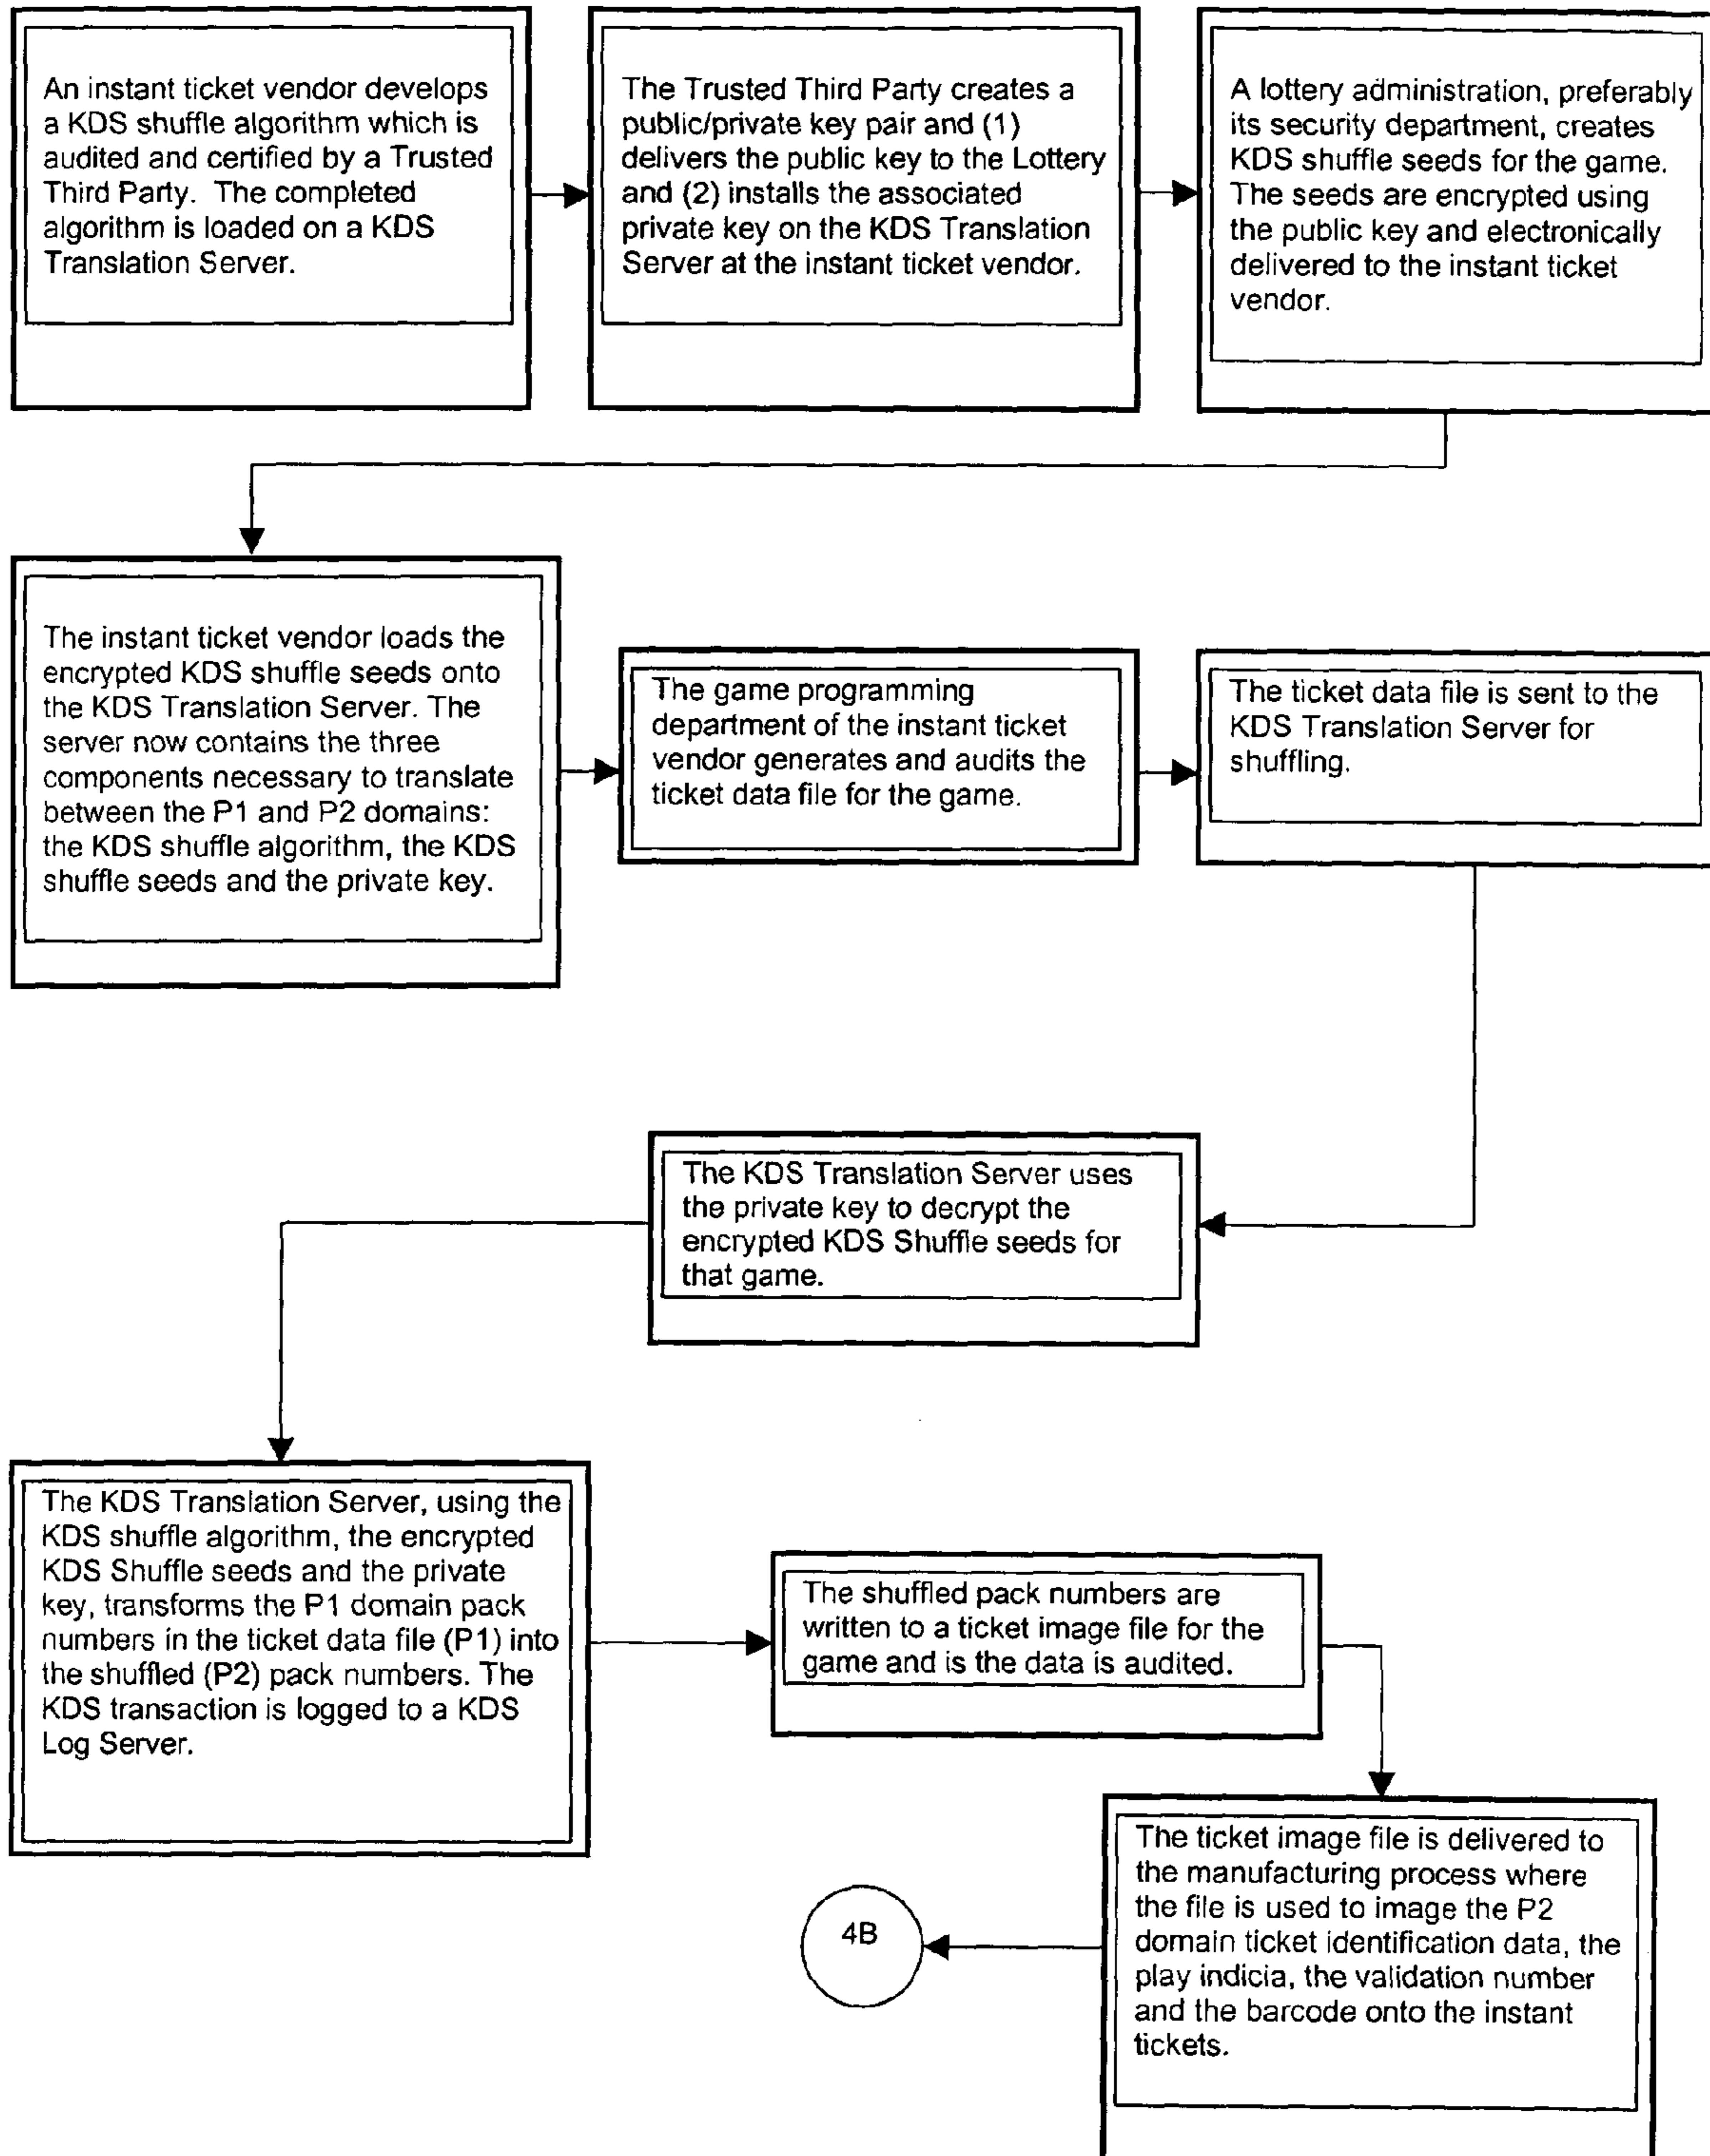 An instant ticket vendor develops
a KDS shuffle algorithm which is
audited and certified by a Trusted
Third Party. The completed
algorithm is loaded on a KDS
Translation Server.
The Trusted Third Party creates a
public/private key pair and (1)
delivers the public key to the Lottery
and (2) installs the associated
private key on the KDS Translation
Server at the instant ticket vendor.
A lottery administration, preferably
its security department, creates
KDS shuffle seeds for the game.
The seeds are encrypted using
the public key and electronically
delivered to the instant ticket
vendor.
The instant ticket vendor loads the
encrypted KDS shuffle seeds onto
the KDS Translation Server. The
server now contains the three
components necessary to translate
between the P1 and P2 domains:
the KDS shuffle algorithm, the KDS
shuffle seeds and the private key.
The game programming
department of the instant ticket
vendor generates and audits the
ticket data file for the game.
The ticket data file is sent to the
KDS Translation Server for
shuffling.
The KDS Translation Server uses
the private key to decrypt the
encrypted KDS Shuffle seeds for
that game.
The KDS Translation Server, using the
KDS shuffle algorithm, the encrypted
KDS Shuffle seeds and the private
key, transforms the P1 domain pack
numbers in the ticket data file (P1) into
the shuffled (P2) pack numbers. The
KDS transaction is logged to a KDS
Log Server.
The shuffled pack numbers are
written to a ticket image file for the
game and is the data is audited.
The ticket image file is delivered to
the manufacturing process where
the file is used to image the P2
domain ticket identification data, the
play indicia, the validation number
and the barcode onto the instant
tickets.
4B